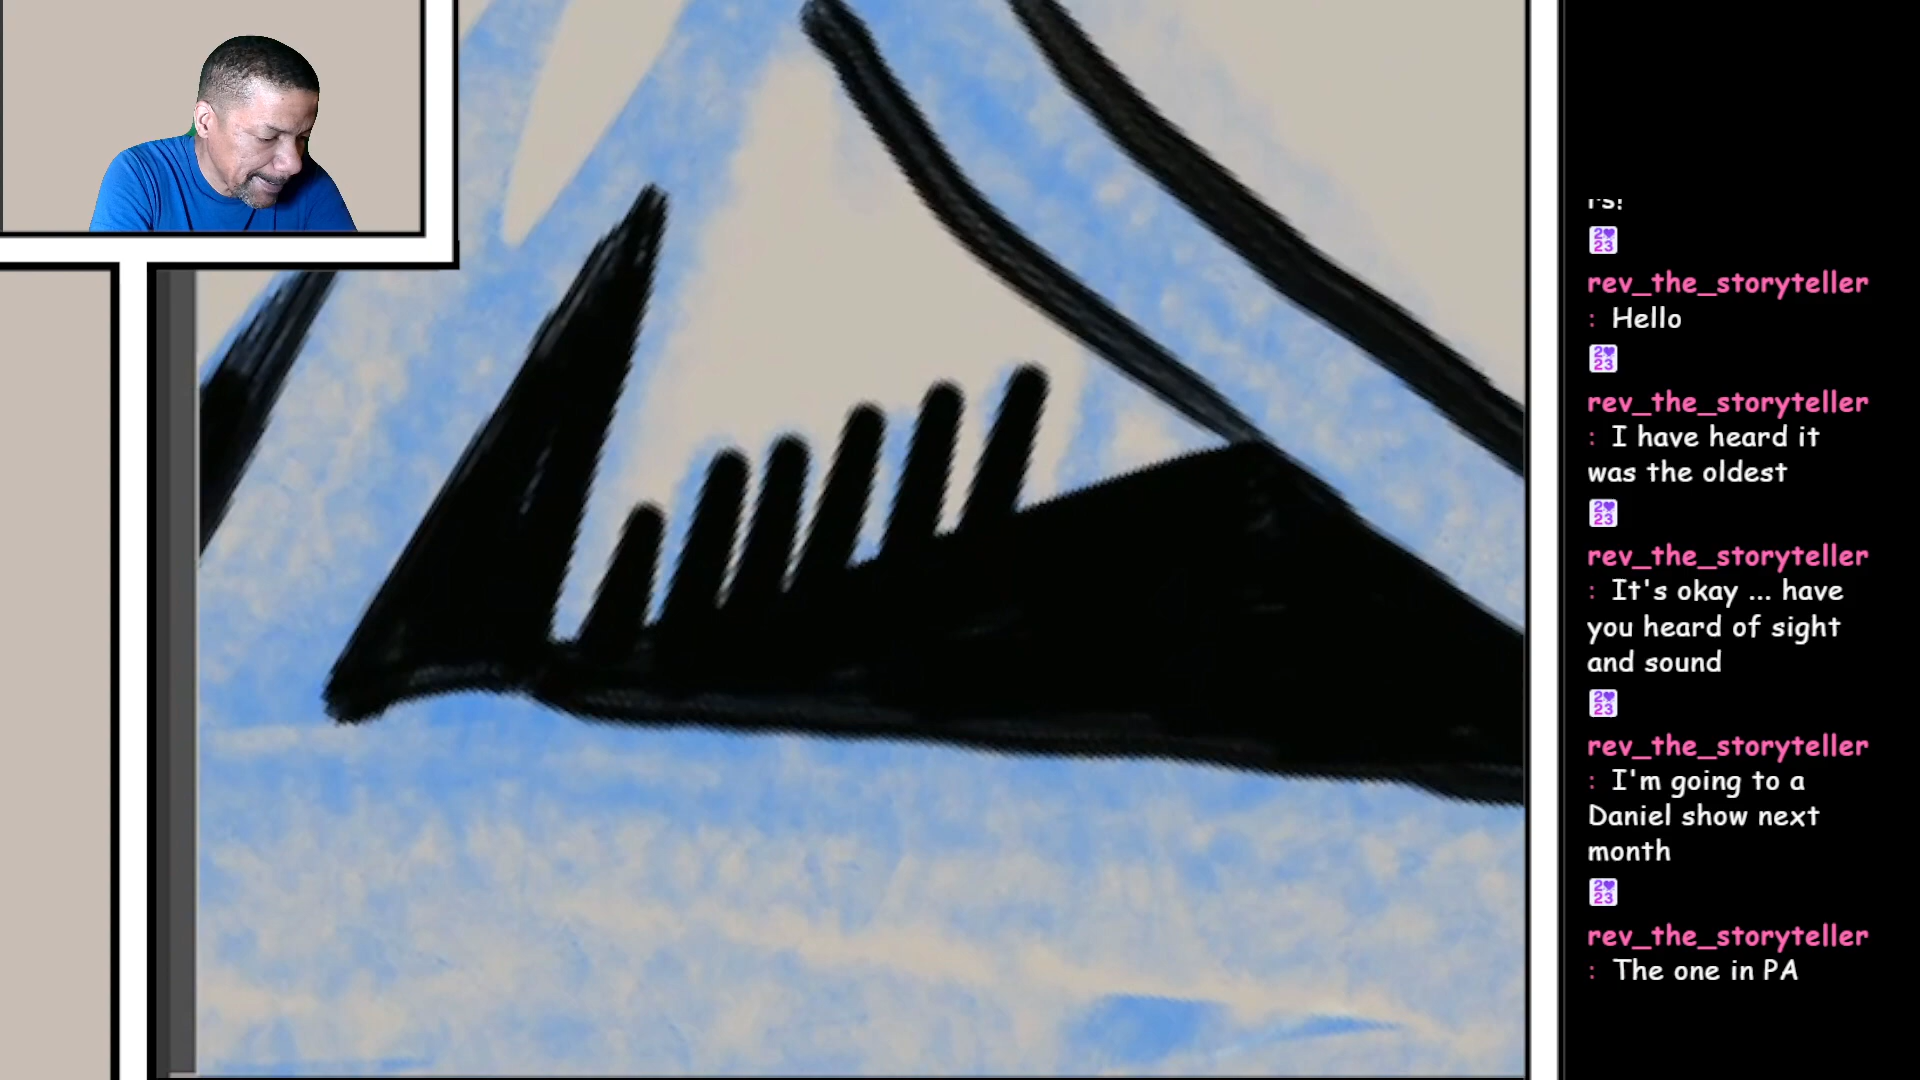 rev_the_storyteller
: Hello
rev_the_storyteller
: I have heard it
was the oldest
rev_the_storyteller
: It's okay ... have
you heard of sight
and sound
rev_the_storyteller
: I'm going to a
Daniel show next
month
rev_the_storyteller
: The one in PA